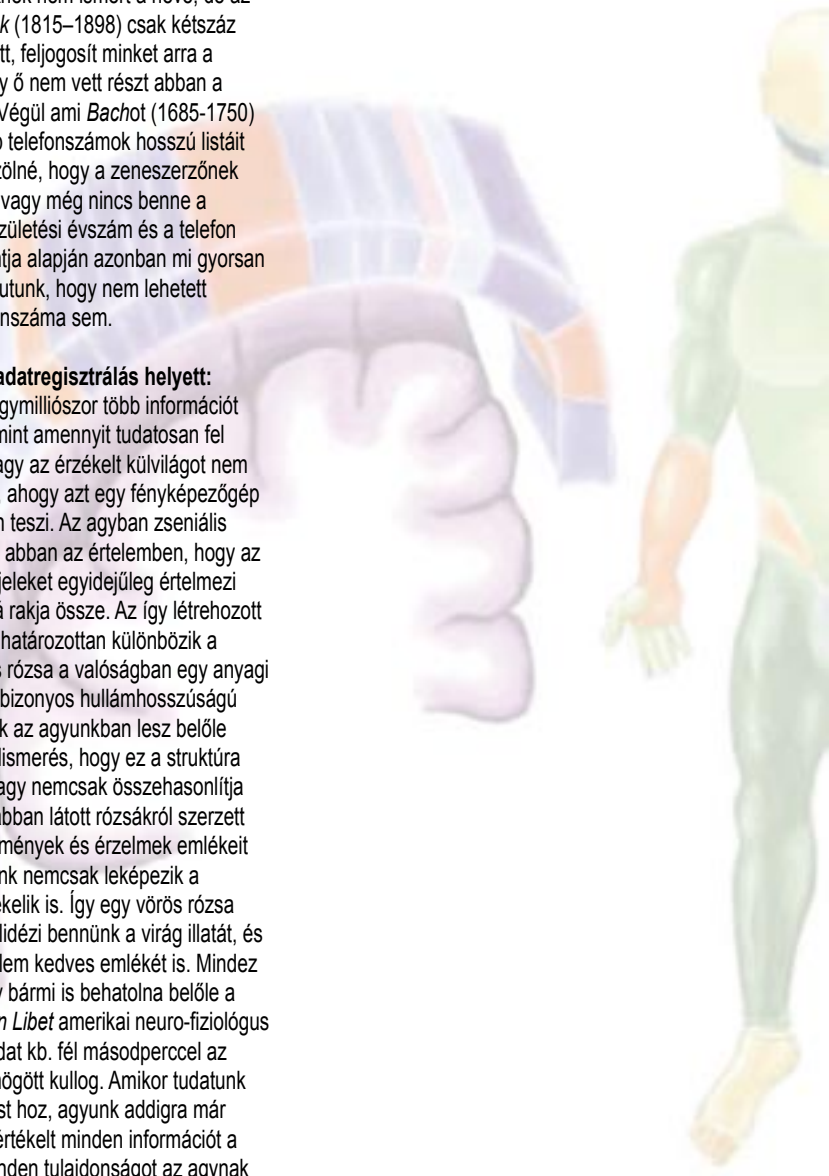 nem ismert a neve, de az
k (1815–1898) csak kétszáz
tt, feljogosít minket arra a
y ő nem vett részt abban a
Végül ami Bachot (1685-1750)
telefonszámok hosszú listáit
zölné, hogy a zeneszerzőnek
vagy még nincs benne a
zületési évszám és a telefon
tja alapján azonban mi gyorsan
utunk, hogy nem lehetett
nszáma sem.
adatregisztrálás helyett:
gymilliószor több információt
mint amennyit tudatosan fel
agy az érzékelt külvilágot nem
, ahogy azt egy fényképezőgép
n teszi. Az agyban zseniális
abban az értelemben, hogy az
jeleket egyidejűleg értelmezi
á rakja össze. Az így létrehozott
határozottan különbözik a
s rózsa a valóságban egy anyagi
bizonyos hullámhosszúságú
k az agyunkban lesz belőle
lismerés, hogy ez a struktúra
agy nemcsak összehasonlítja
ábban látott rózsákról szerzett
mények és érzelmek emlékeit
nk nemcsak leképezik a
ékelik is. Így egy vörös rózsa
lidézi bennünk a virág illatát, és
lem kedves emlékét is. Mindez
y bármi is behatolna belőle a
n Libet amerikai neuro-fiziológus
dat kb. fél másodperccel az
mögött kullog. Amikor tudatunk
st hoz, agyunk addigra már
értékelt minden információt a
nden tulajdonságot az agynak